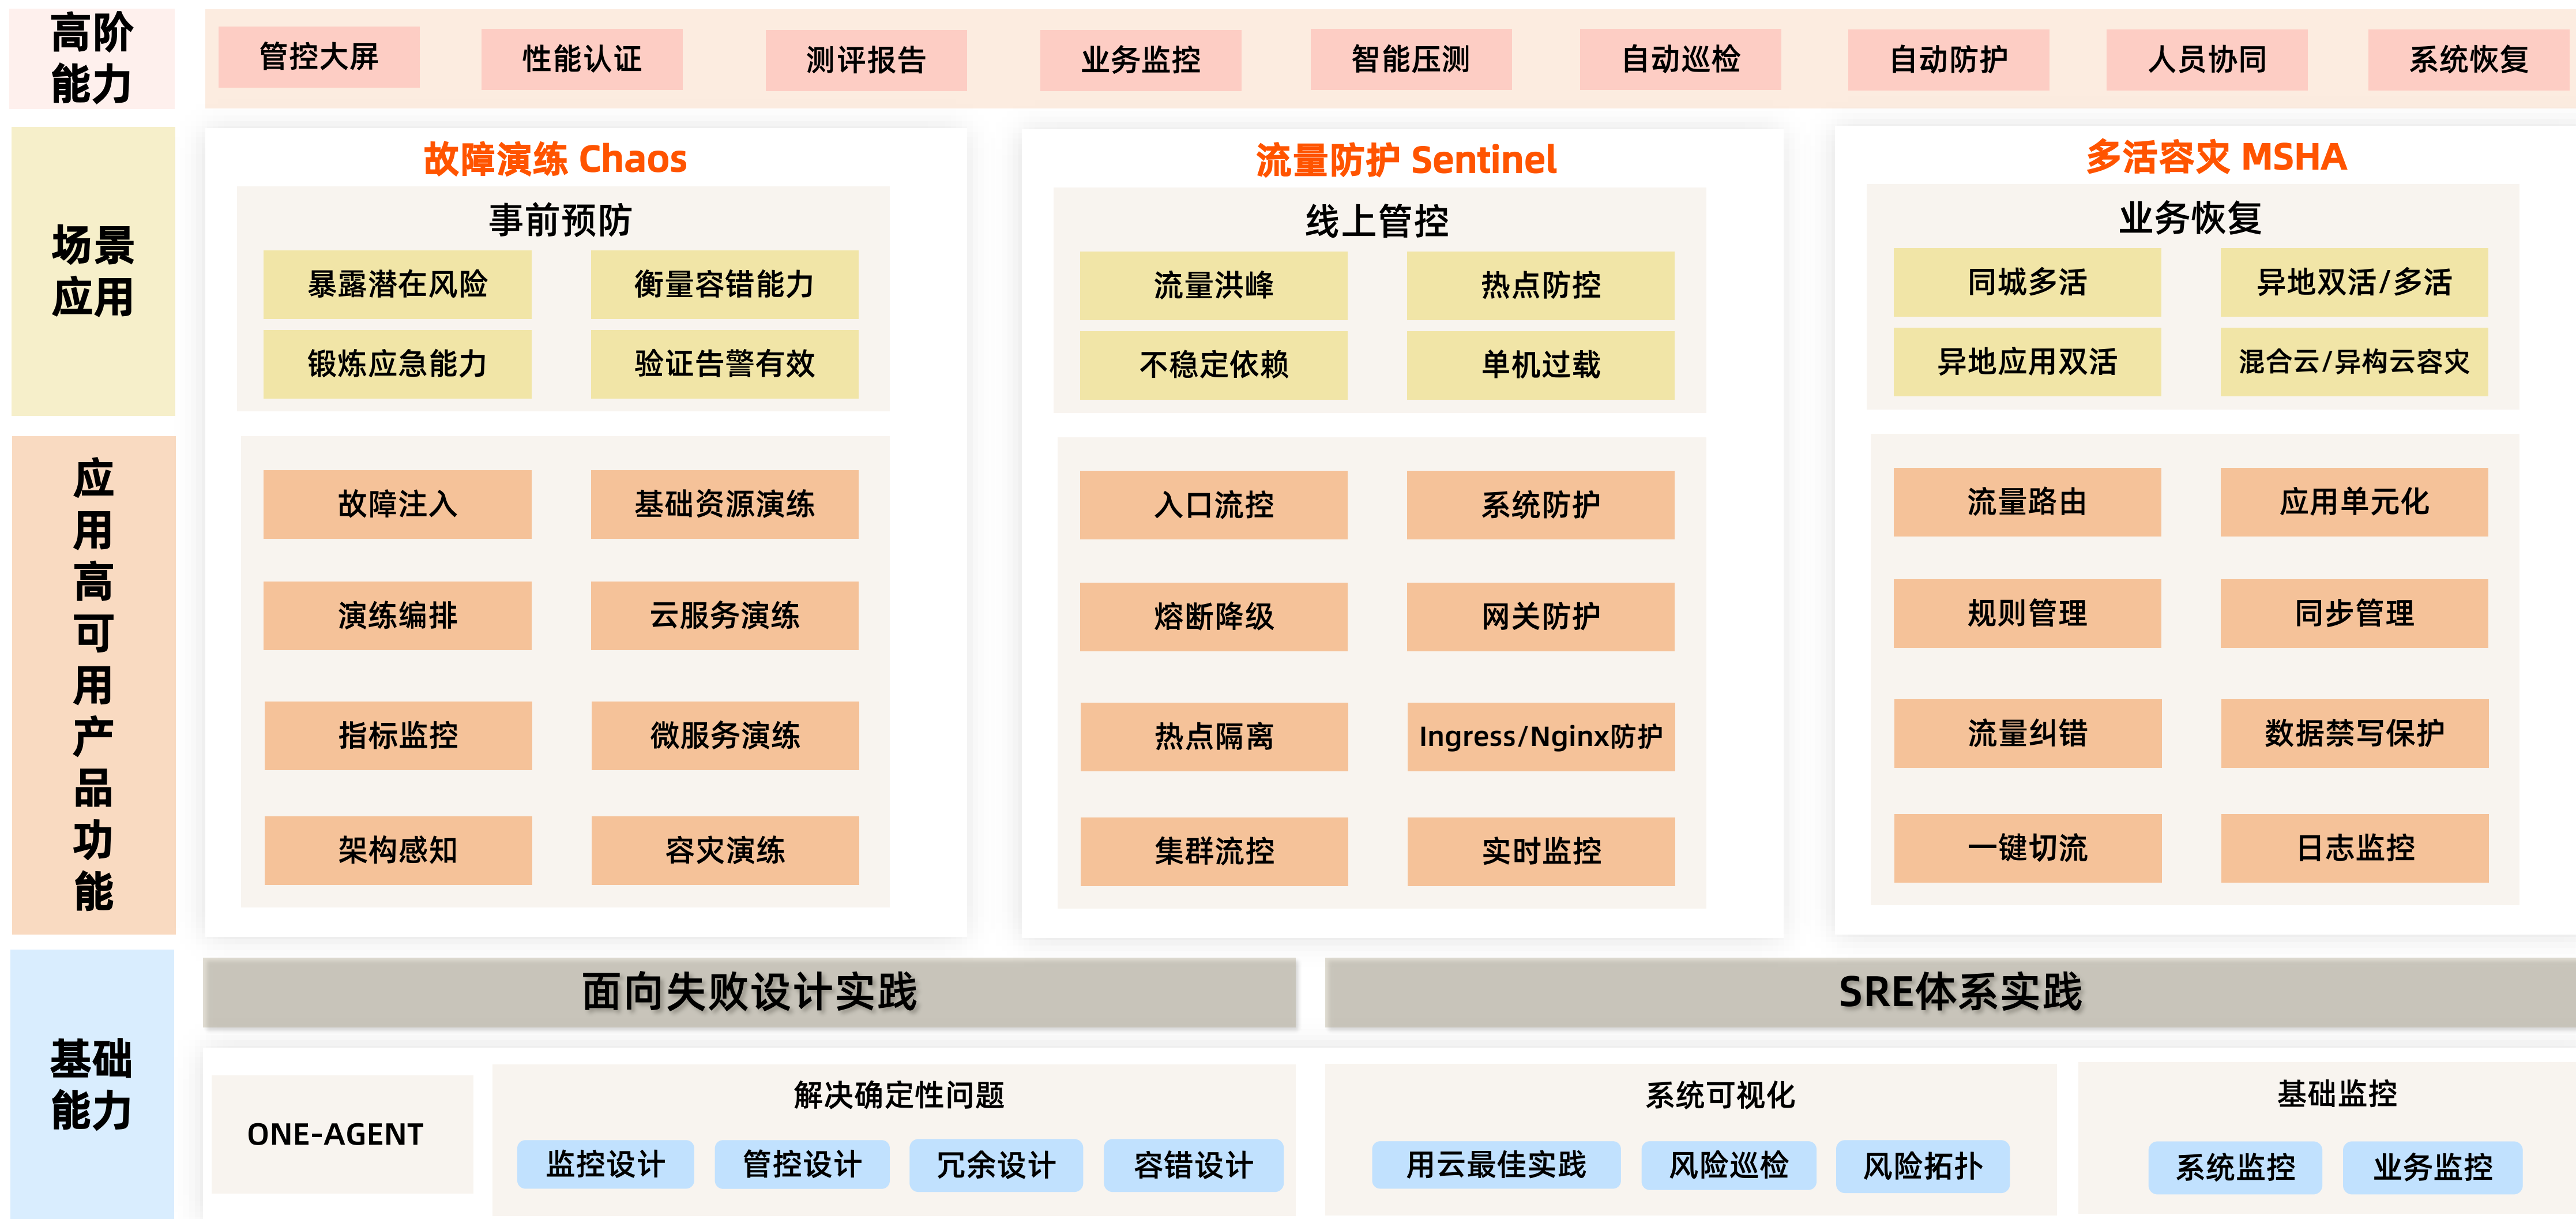 高阶
能力
管控大屏
性能认证
测评报告
业务监控
智能压测
自动巡检
自动防护
人员协同
系统恢复
场景
应用
故障演练 Chaos
事前预防
暴露潜在风险
衡量容错能力
锻炼应急能力
验证告警有效
流量防护 Sentinel
线上管控
流量洪峰
热点防控
不稳定依赖
单机过载
多活容灾 MSHA
业务恢复
同城多活
异地双活/多活
异地应用双活
混合云/异构云容灾
应
用
高
可
用
产
品
功
能
故障注入
基础资源演练
演练编排
云服务演练
指标监控
微服务演练
架构感知
容灾演练
入口流控
系统防护
熔断降级
网关防护
热点隔离
Ingress/Nginx防护
集群流控
实时监控
流量路由
应用单元化
规则管理
同步管理
流量纠错
数据禁写保护
一键切流
日志监控
基础
能力
面向失败设计实践
SRE体系实践
ONE-AGENT
解决确定性问题
监控设计
管控设计
冗余设计
容错设计
系统可视化
用云最佳实践
风险巡检
风险拓扑
基础监控
系统监控
业务监控